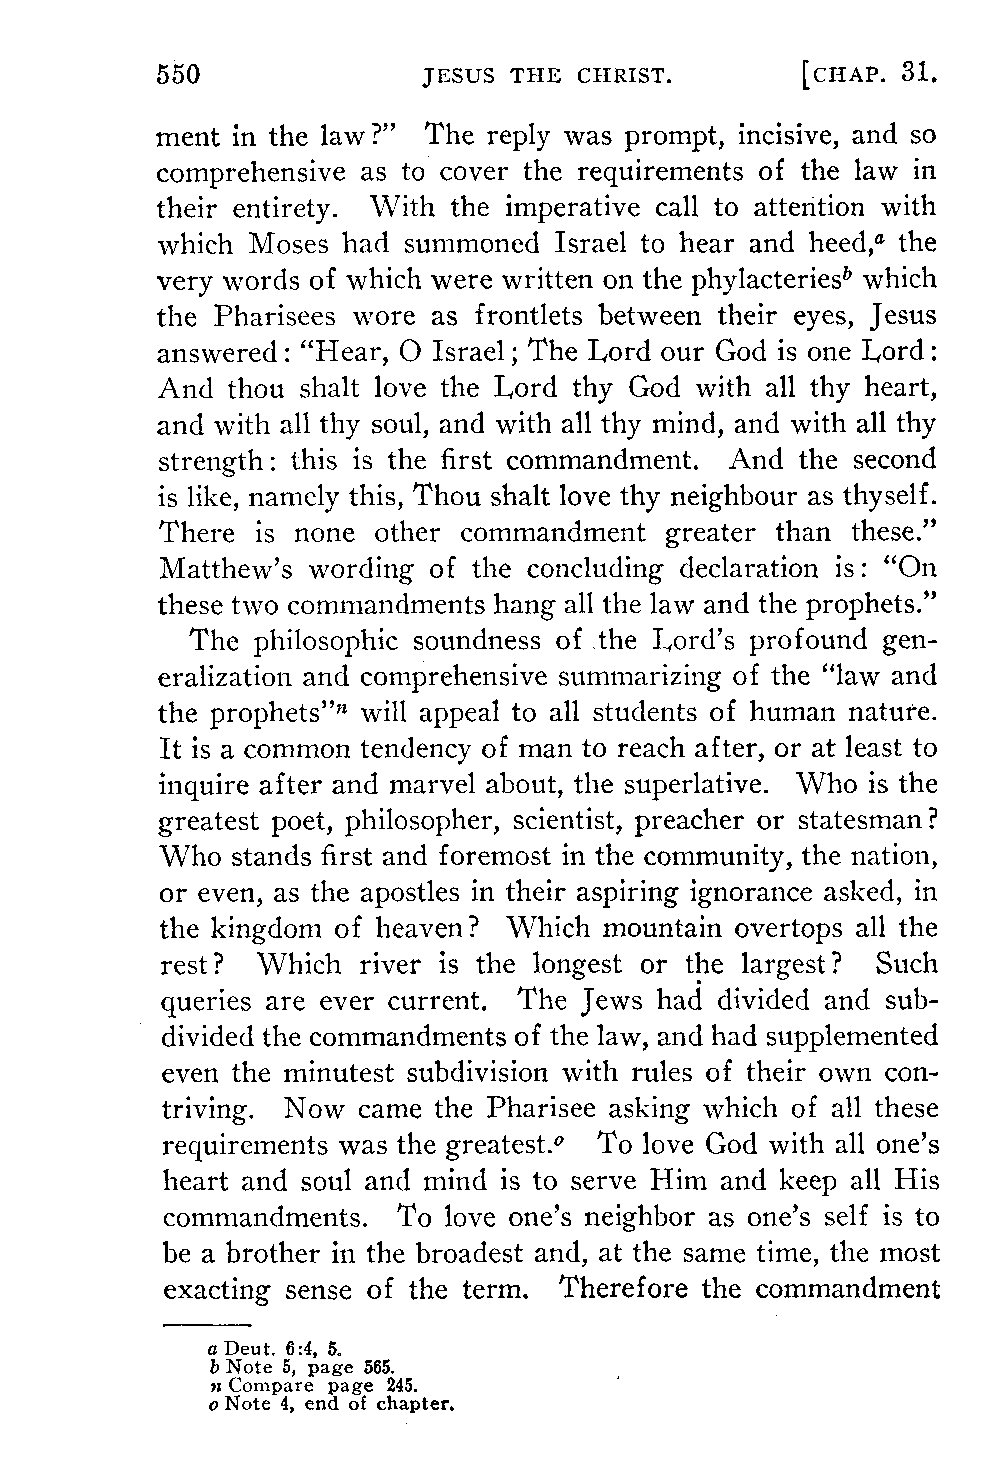 550 JESUS THE CHRIST. [CHAP. 31.
ment in the law?" The reply was prompt, incisive, and so
comprehensive as to cover the requirements of the law in
their entirety. With the imperative call to attention with
which Moses had summoned Israel to hear and heed,a the
very words of which were written on the phylacteriesb which
the Pharisees wore as frontlets between their eyes, Jesus
answered: "Hear, O Israel; The Lord our God is one Lord:
And thou shalt love the Lord thy God with all thy heart,
and with all thy soul, and with all thy mind, and with all thy
strength: this is the first commandment. And the second
is like, namely this, Thou shalt love thy neighbour as thyself.
There is none other commandment greater than these."
Matthew's wording of the concluding declaration is: "On
these two commandments hang all the law and the prophets."
The philosophic soundness of the Lord's profound gen-
eralization and comprehensive summarizing of the "law and
the prophets"n will appeal to all students of human nature.
It is a common tendency of man to reach after, or at least to
inquire after and marvel about, the superlative. Who is the
greatest poet, philosopher, scientist, preacher or statesman?
Who stands first and foremost in the community, the nation,
or even, as the apostles in their aspiring ignorance asked, in
the kingdom of heaven? Which mountain overtops all the
rest? Which river is the longest or the largest? Such
queries are ever current. The Jews had divided and sub-
divided the commandments of the law, and had supplemented
even the minutest subdivision with rules of their own con-
triving. Now came the Pharisee asking which of all these
requirements was the greatest.o To love God with all one's
heart and soul and mind is to serve Him and keep all His
commandments. To love one's neighbor as one's self is to
be a brother in the broadest and, at the same time, the most
exacting sense of the term. Therefore the commandment
a Deut. 6:4, 5.
b Note 5, page 565.
n Compare page 245.
o Note 4, end of chapter.